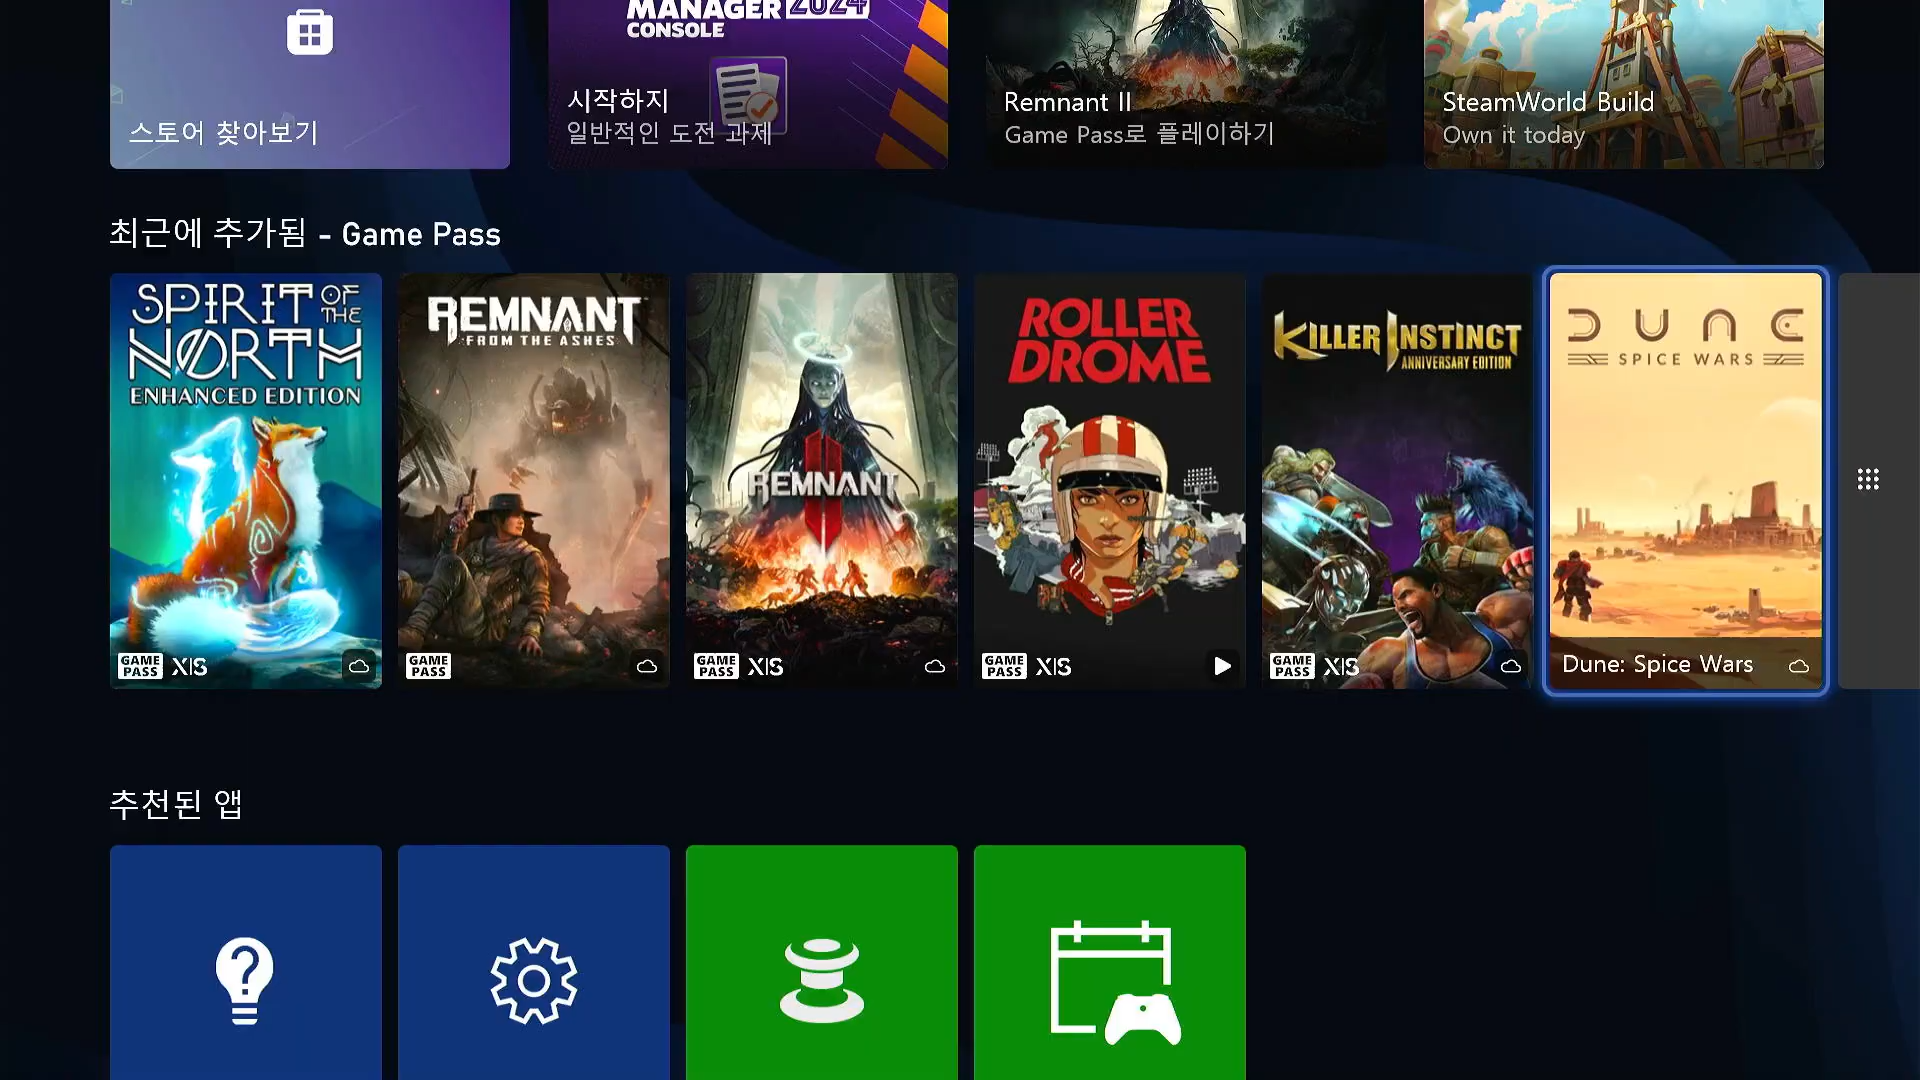 MANAGER 2024
CONSOLE
스토어 찾아보기
시작하지
일반적인 도전 과제
Remnant II
Game Pass로 플레이하기
SteamWorld Build
Own it today
최근에 추가됨 - Game Pass
SPIRIT OF THE
NORTH
ENHANCED EDITION
GAME PASS X|S
REMNANT
FROM THE ASHES
GAME PASS
REMNANT II
GAME PASS X|S
ROLLER
DROME
GAME PASS X|S
KILLER INSTINCT
ANNIVERSARY EDITION
GAME PASS X|S
DUNE
SPICE WARS
Dune: Spice Wars
추천된 앱